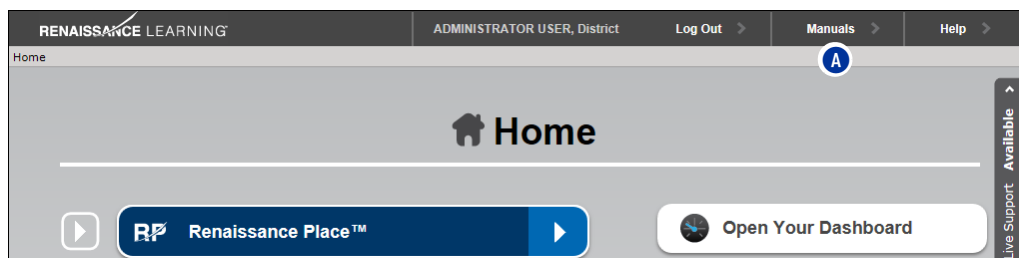 RENAISSANCE LEARNING ADMINISTRATOR USER, District Log Out Manuals Help
Home
A
Home
Live Support Available
RP Renaissance Place™ Open Your Dashboard